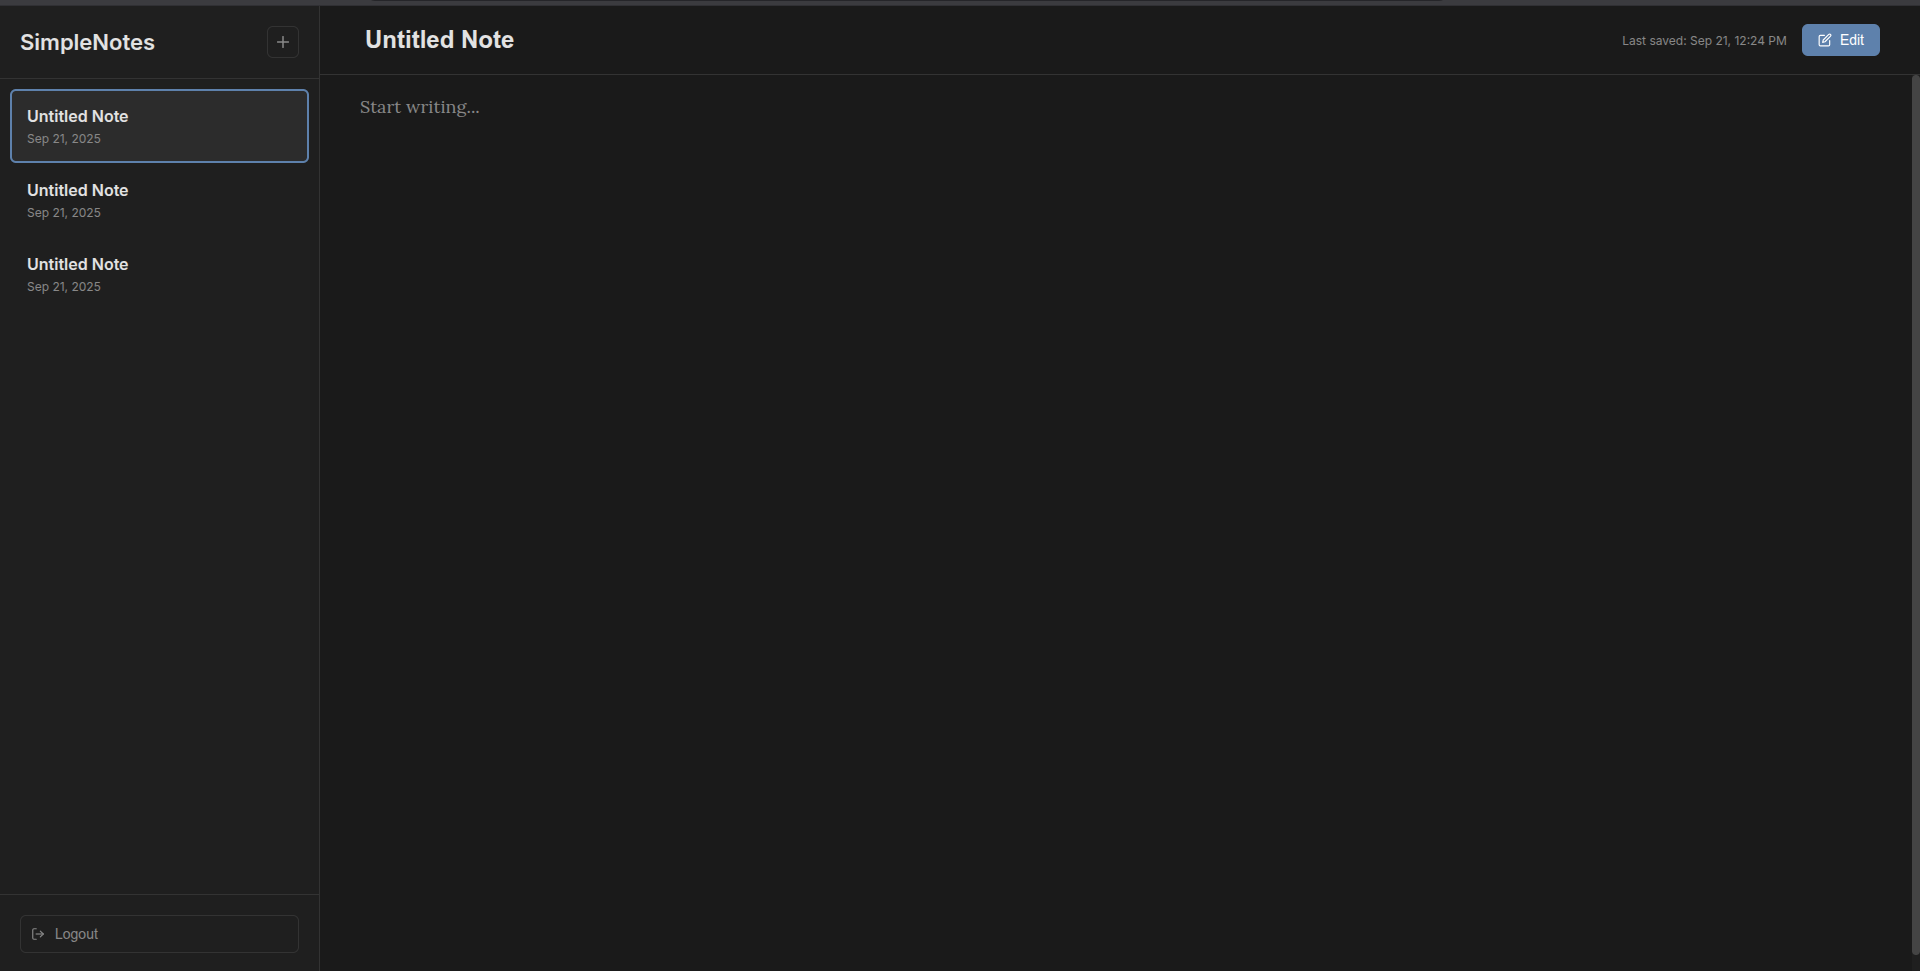 SimpleNotes
Untitled Note
Sep 21, 2025
Untitled Note
Sep 21, 2025
Untitled Note
Sep 21, 2025
Logout
Untitled Note
Last saved: Sep 21, 12:24 PM
Edit
Start writing...